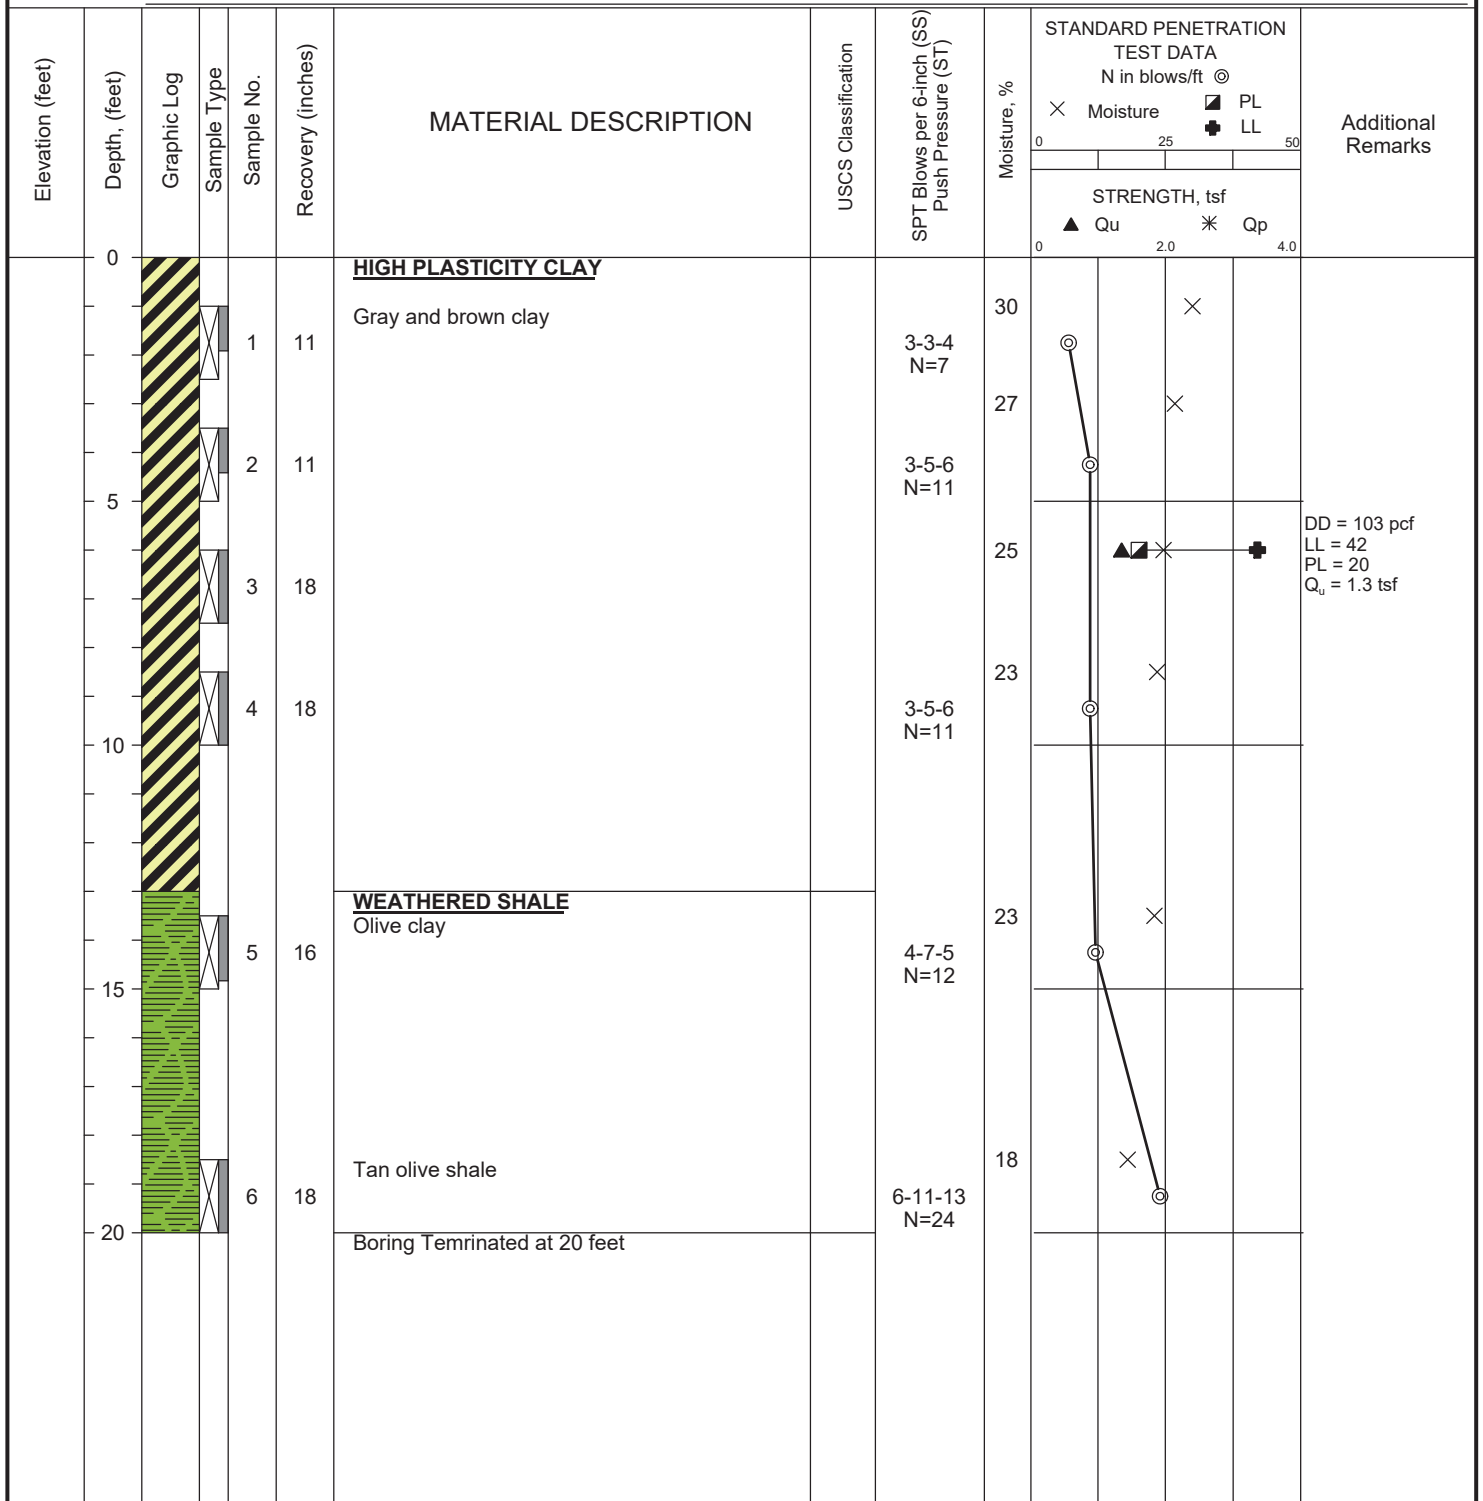 Elevation (feet)
Depth, (feet)
Graphic Log
Sample Type
Sample No.
Recovery (inches)
MATERIAL DESCRIPTION
USCS Classification
SPT Blows per 6-inch (SS)
Push Pressure (ST)
Moisture, %
STANDARD PENETRATION
TEST DATA
N in blows/ft
Moisture
PL
LL
0 25 50
STRENGTH, tsf
Qu Qp
0 2.0 4.0
Additional
Remarks
0
HIGH PLASTICITY CLAY
Gray and brown clay
30
1 11 3-3-4
N=7
27
2 11 3-5-6
N=11
5
25
DD = 103 pcf
LL = 42
PL = 20
Qu = 1.3 tsf
3 18
23
4 18 3-5-6
N=11
10
WEATHERED SHALE
Olive clay
23
5 16 4-7-5
N=12
15
Tan olive shale
18
6 18 6-11-13
N=24
20
Boring Temrinated at 20 feet